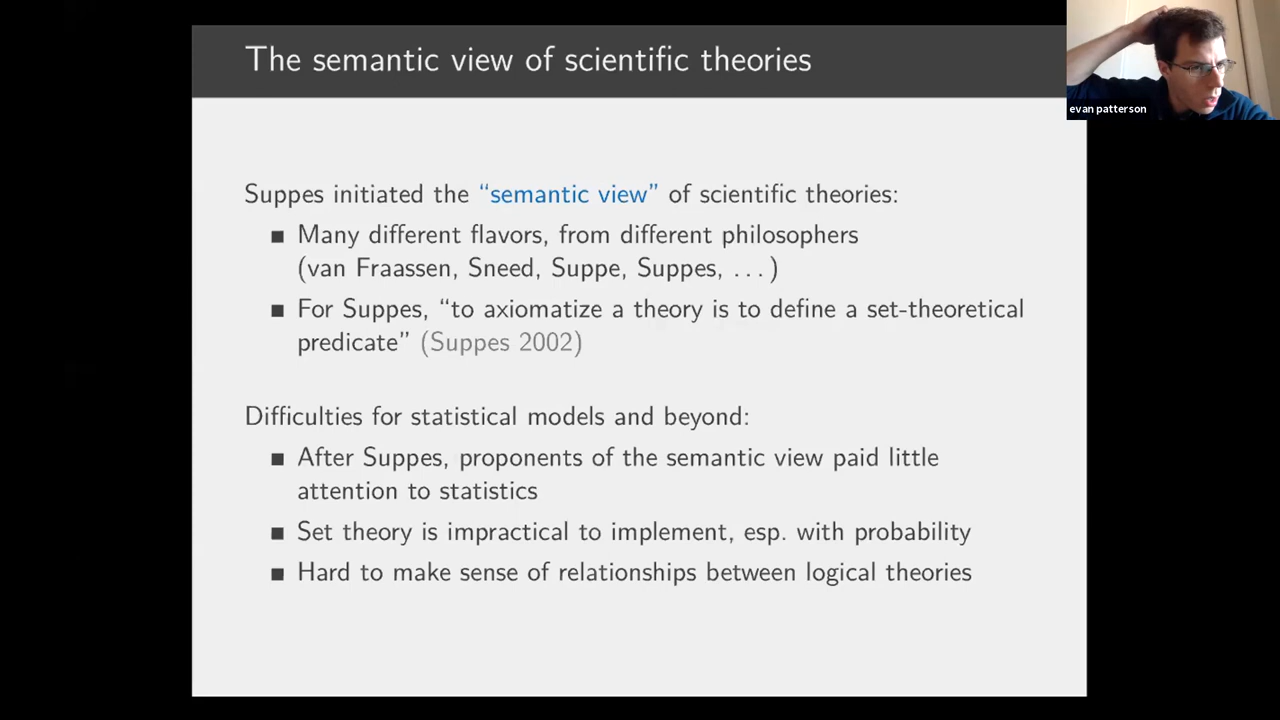 The semantic view of scientific theories
evan patterson
Suppes initiated the “semantic view” of scientific theories:
■ Many different flavors, from different philosophers
(van Fraassen, Sneed, Suppe, Suppes, . . . )
■ For Suppes, “to axiomatize a theory is to define a set-theoretical
predicate” (Suppes 2002)
Difficulties for statistical models and beyond:
■ After Suppes, proponents of the semantic view paid little
attention to statistics
■ Set theory is impractical to implement, esp. with probability
■ Hard to make sense of relationships between logical theories